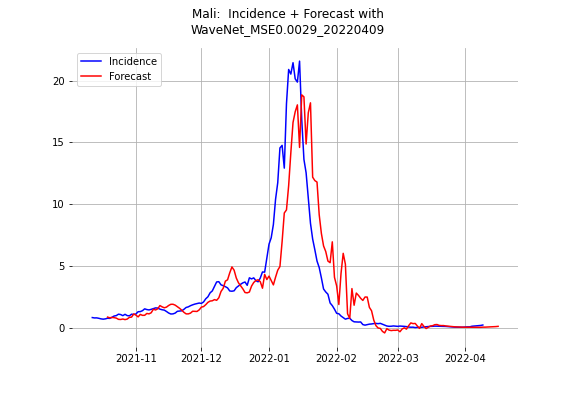 Mali:  Incidence + Forecast with
WaveNet_MSE0.0029_20220409
Incidence
Forecast
20
15
10
5
0
2021-11
2021-12
2022-01
2022-02
2022-03
2022-04